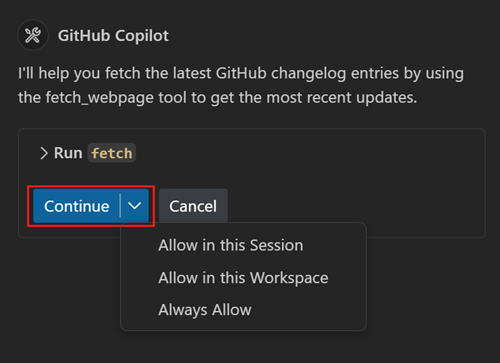 GitHub Copilot
I'll help you fetch the latest GitHub changelog entries by using
the fetch_webpage tool to get the most recent updates.
Run fetch
Continue Cancel
Allow in this Session
Allow in this Workspace
Always Allow